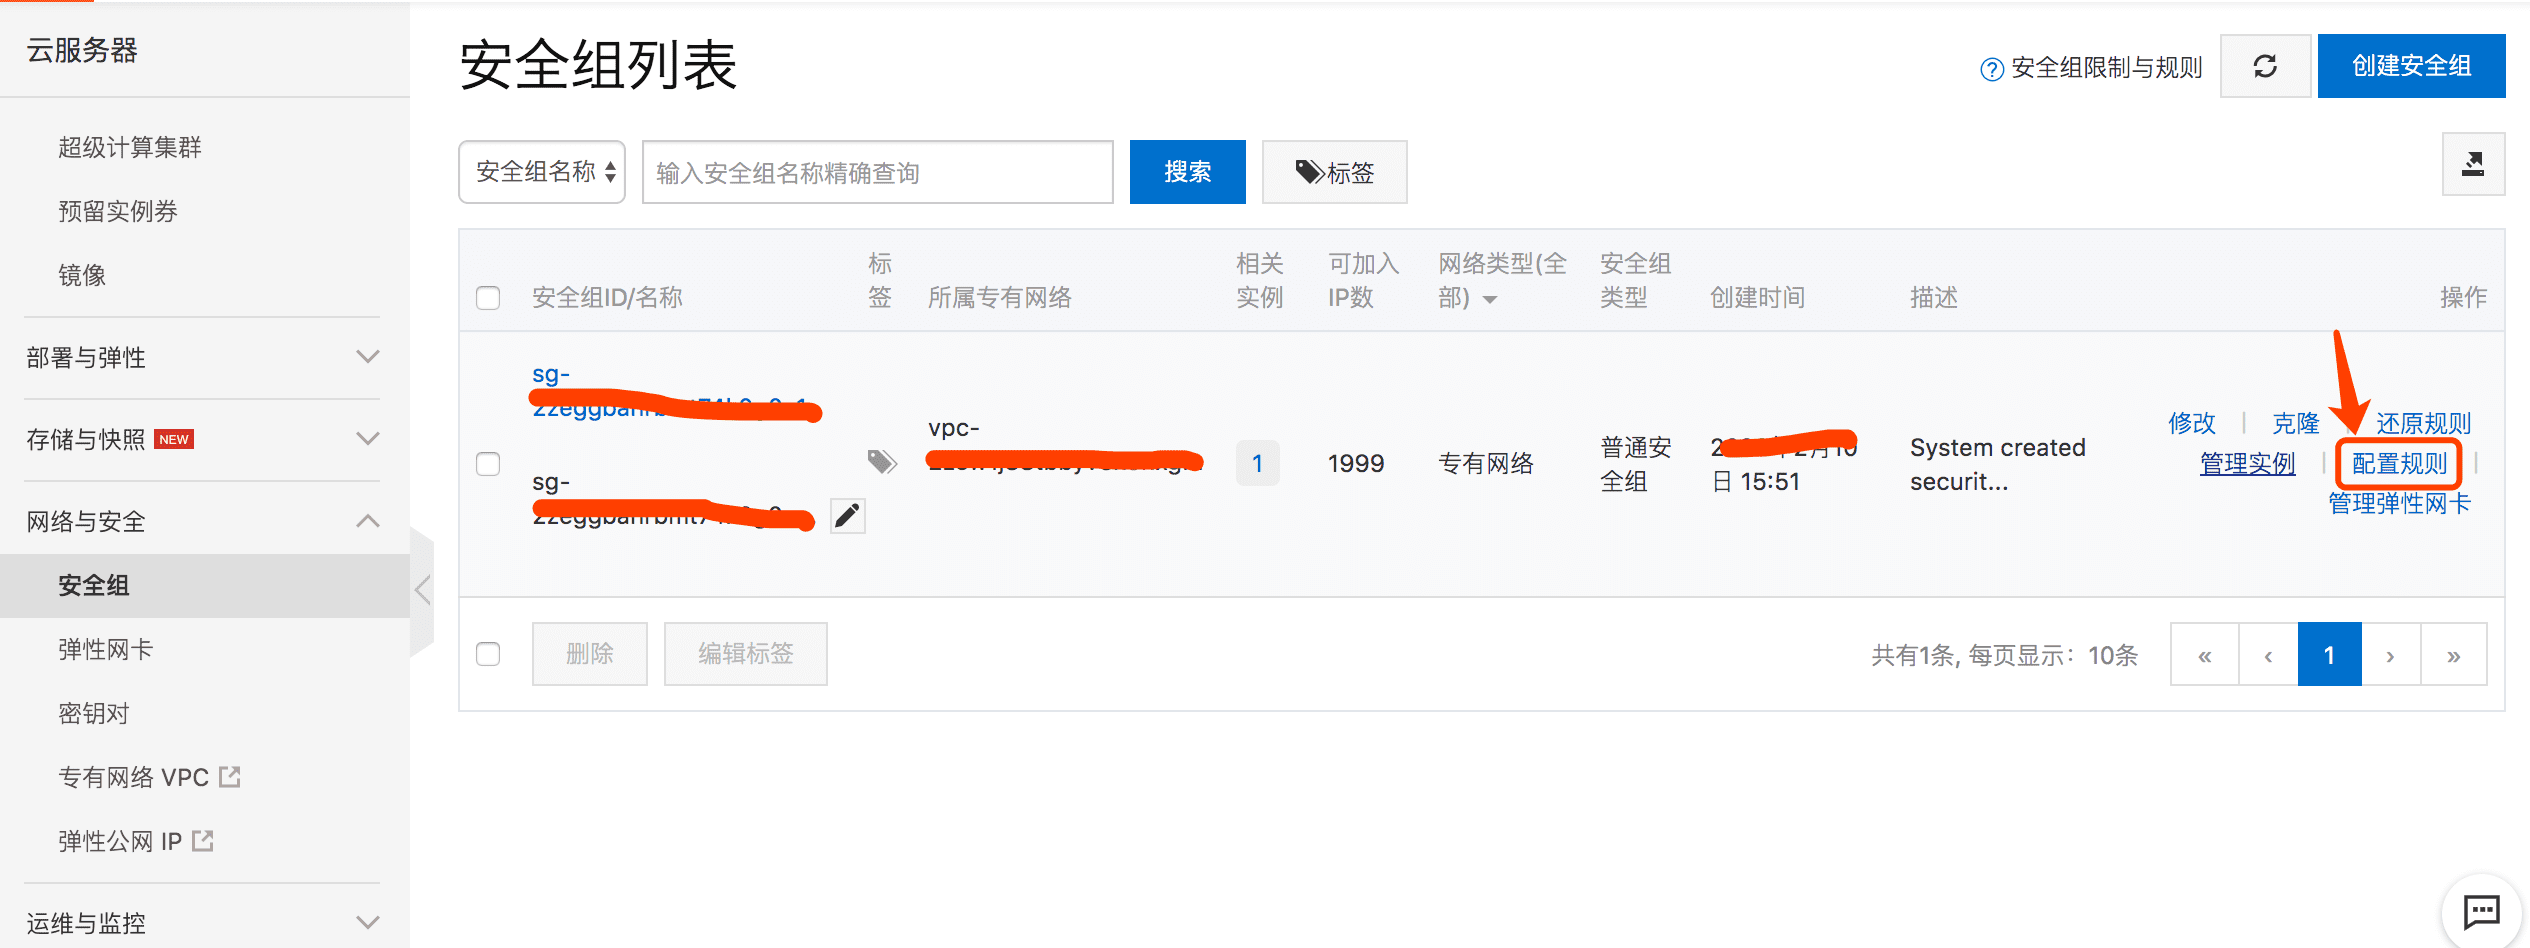 云服务器
超级计算集群
预留实例券
镜像
部署与弹性
存储与快照 NEW
网络与安全
安全组
弹性网卡
密钥对
专有网络 VPC
弹性公网 IP
运维与监控
安全组列表
安全组限制与规则
创建安全组
安全组名称
输入安全组名称精确查询
搜索
标签
安全组ID/名称
标
签
所属专有网络
相关
实例
可加入
IP数
网络类型(全
部)
安全组
类型
创建时间
描述
操作
sg-
sg-
vpc-
1
1999
专有网络
普通安
全组
日 15:51
System created
securit...
修改
克隆
还原规则
管理实例
配置规则
管理弹性网卡
删除
编辑标签
共有1条, 每页显示：10条
«
‹
1
›
»